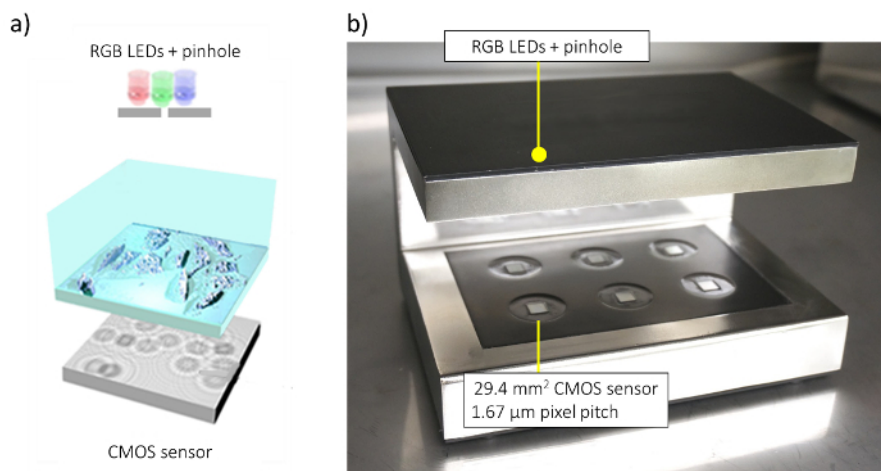 a)
RGB LEDs + pinhole
CMOS sensor
b)
RGB LEDs + pinhole
29.4 mm² CMOS sensor
1.67 µm pixel pitch